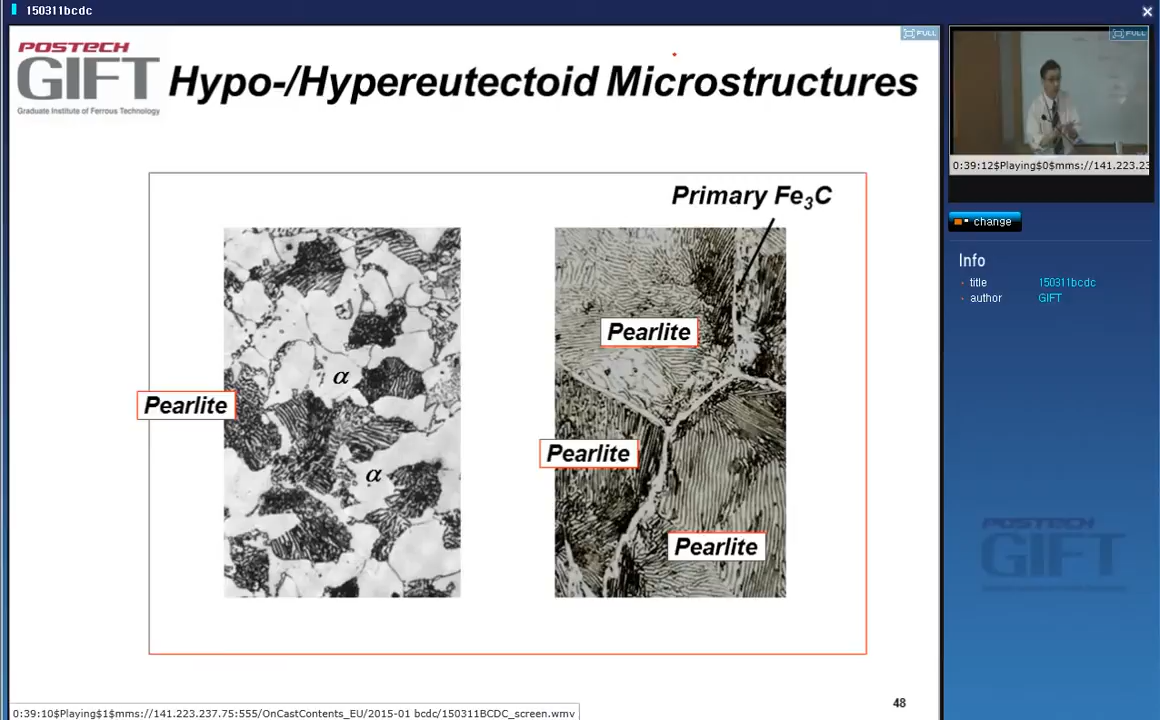 150311bcdc
FULL
POSTECH
GIFT
Graduate Institute of Ferrous Technology
Hypo-/Hypereutectoid Microstructures
Primary Fe₃C
Pearlite
α
Pearlite
Pearlite
α
Pearlite
48
0:39:10$Playing$1$mms://141.223.237.75:555/OnCastContents_EU/2015-01 bcdc/150311BCDC_screen.wmv
FULL
0:39:12$Playing$0$mms://141.223.23
change
Info
title 150311bcdc
author GIFT
POSTECH
GIFT